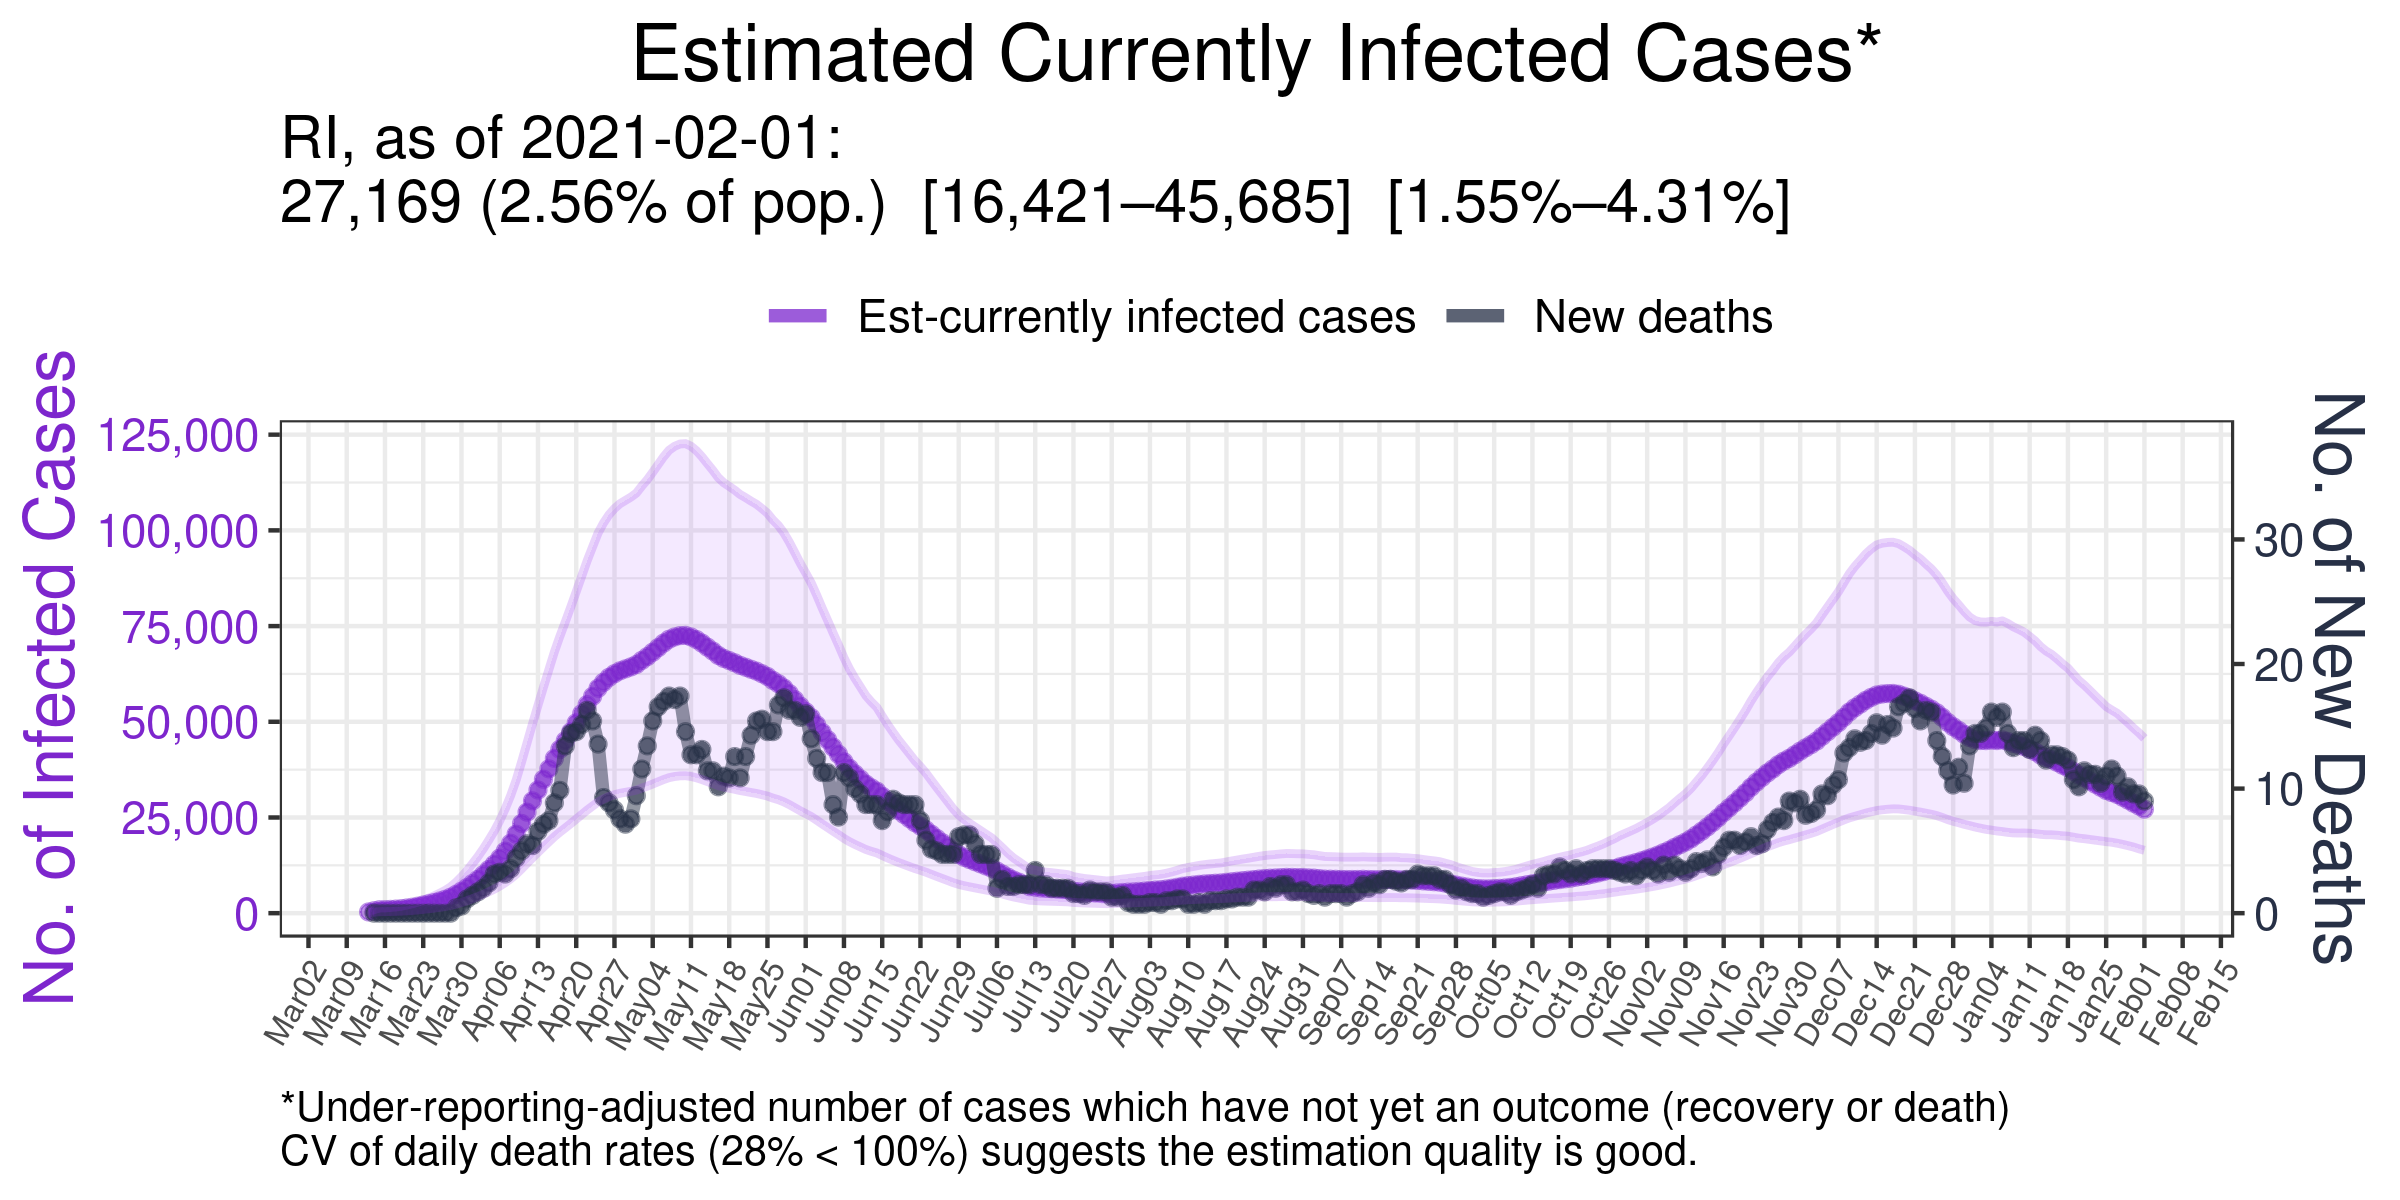 Estimated Currently Infected Cases*
RI, as of 2021-02-01:
27,169 (2.56% of pop.) [16,421–45,685] [1.55%–4.31%]
Est-currently infected cases
New deaths
No. of Infected Cases
125,000
100,000
75,000
50,000
25,000
0
No. of New Deaths
30
20
10
0
Mar02
Mar09
Mar16
Mar23
Mar30
Apr06
Apr13
Apr20
Apr27
May04
May11
May18
May25
Jun01
Jun08
Jun15
Jun22
Jun29
Jul06
Jul13
Jul20
Jul27
Aug03
Aug10
Aug17
Aug24
Aug31
Sep07
Sep14
Sep21
Sep28
Oct05
Oct12
Oct19
Oct26
Nov02
Nov09
Nov16
Nov23
Nov30
Dec07
Dec14
Dec21
Dec28
Jan04
Jan11
Jan18
Jan25
Feb01
Feb08
Feb15
*Under-reporting-adjusted number of cases which have not yet an outcome (recovery or death)
CV of daily death rates (28% < 100%) suggests the estimation quality is good.